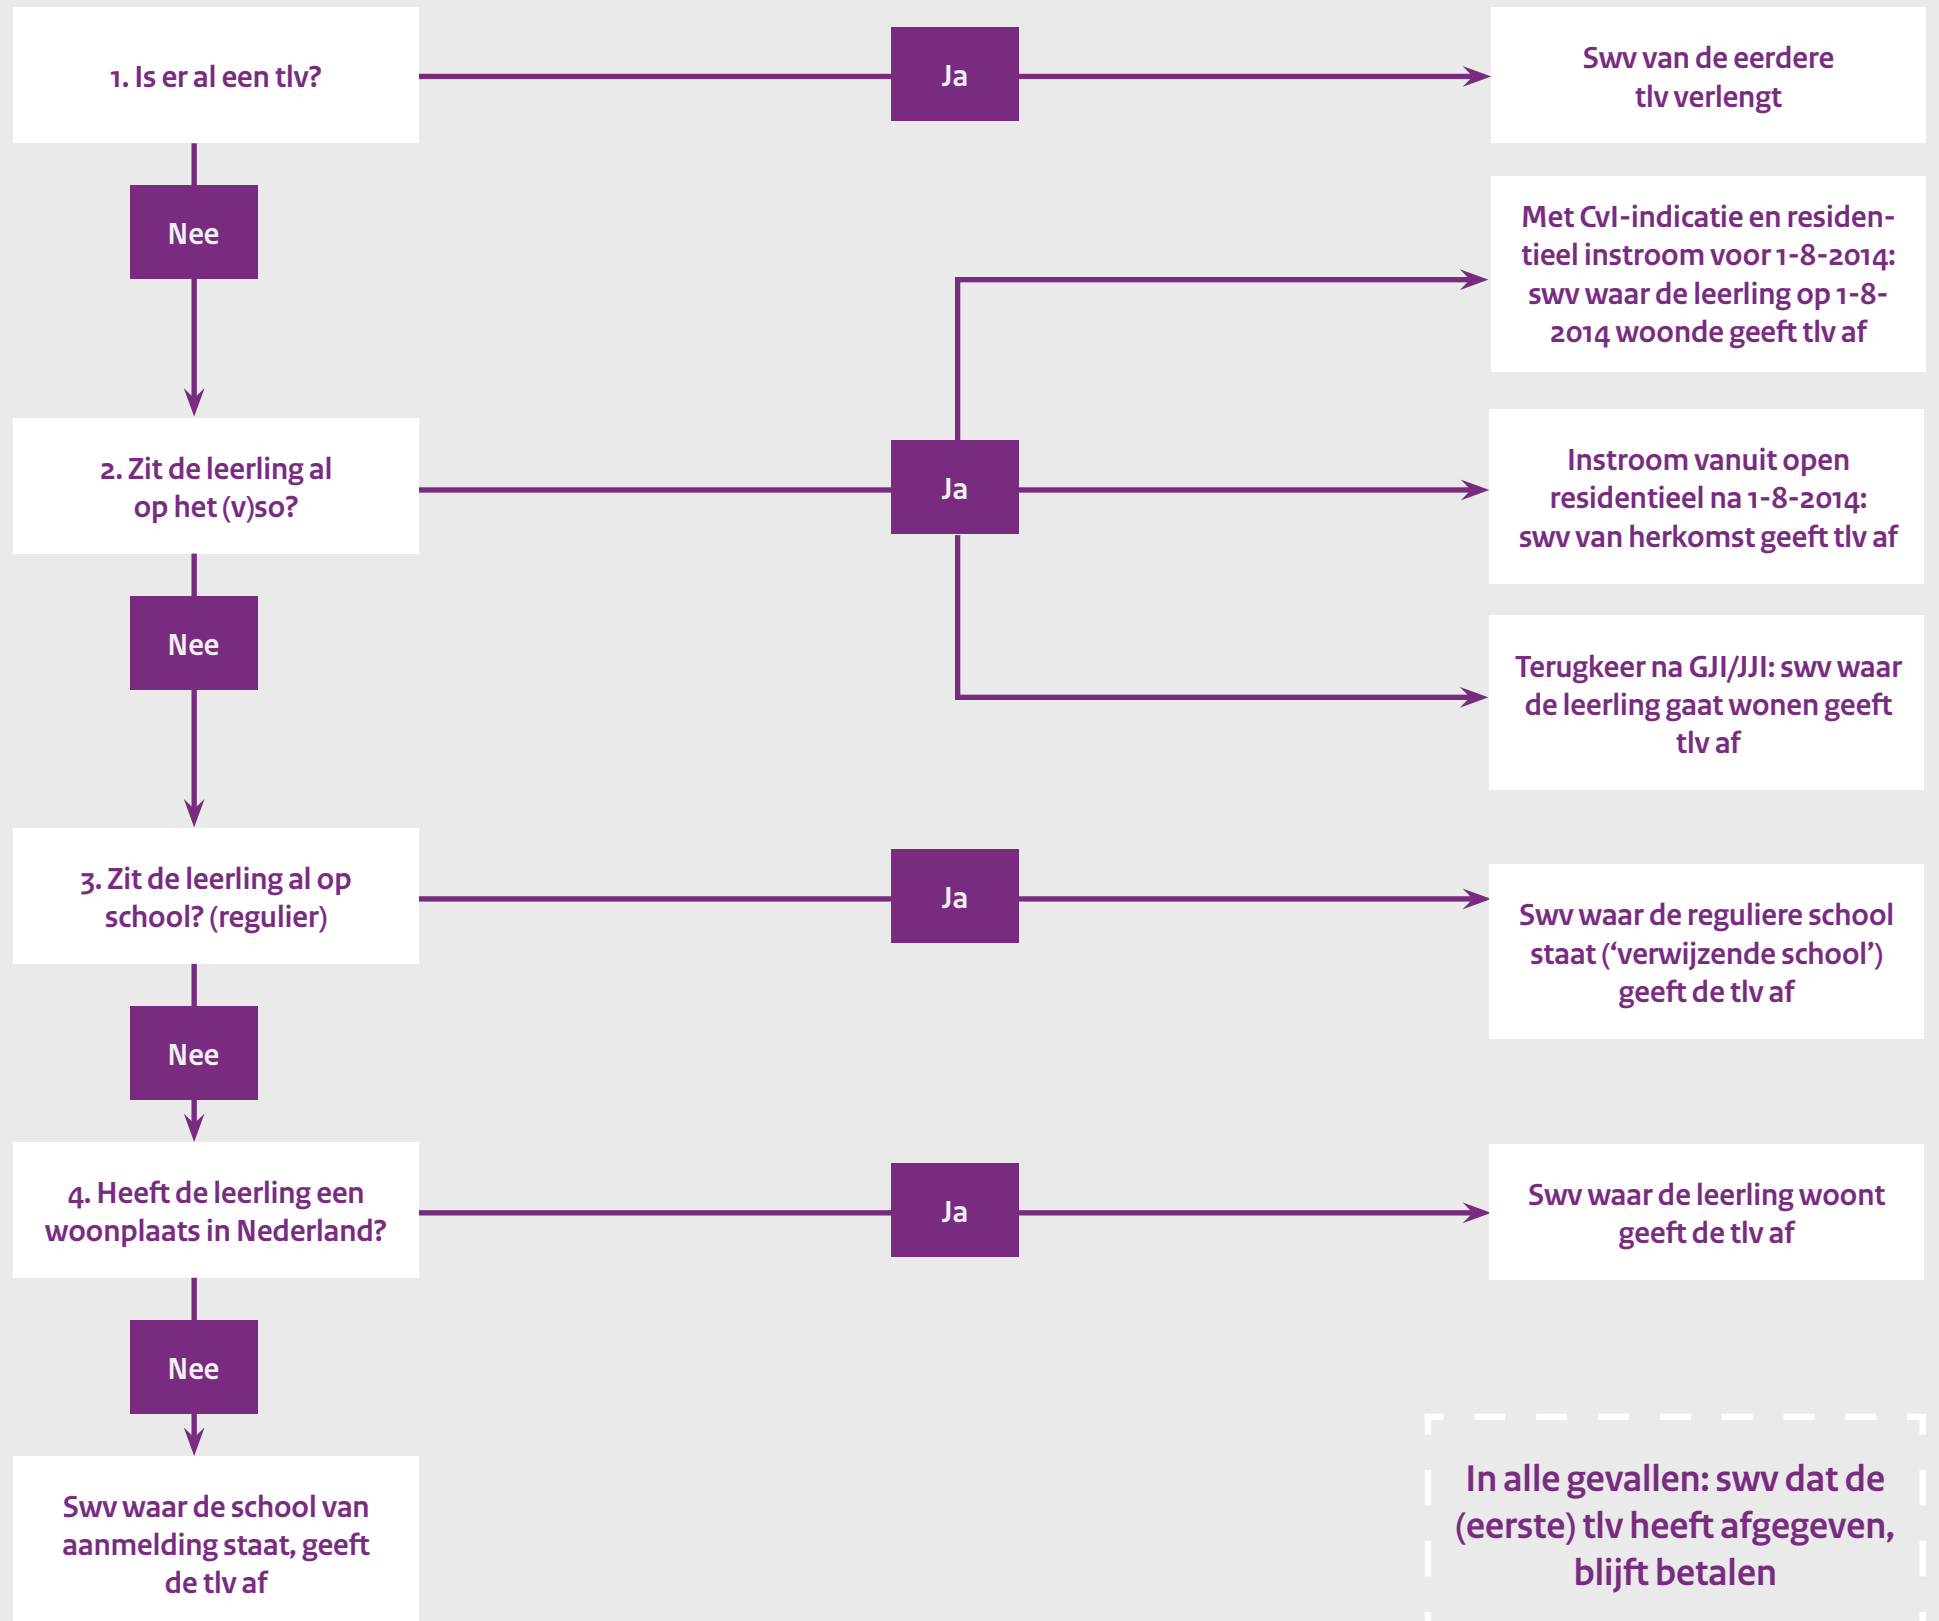 1. Is er al een tlv?
Ja
Swv van de eerdere
tlv verlengt
Nee
Met CvI-indicatie en residen-
tieel instroom voor 1-8-2014:
swv waar de leerling op 1-8-
2014 woonde geeft tlv af
2. Zit de leerling al
op het (v)so?
Ja
Instroom vanuit open
residentieel na 1-8-2014:
swv van herkomst geeft tlv af
Nee
Terugkeer na GJI/JJI: swv waar
de leerling gaat wonen geeft
tlv af
3. Zit de leerling al op
school? (regulier)
Ja
Swv waar de reguliere school
staat (‘verwijzende school’)
geeft de tlv af
Nee
4. Heeft de leerling een
woonplaats in Nederland?
Ja
Swv waar de leerling woont
geeft de tlv af
Nee
Swv waar de school van
aanmelding staat, geeft
de tlv af
In alle gevallen: swv dat de
(eerste) tlv heeft afgegeven,
blijft betalen